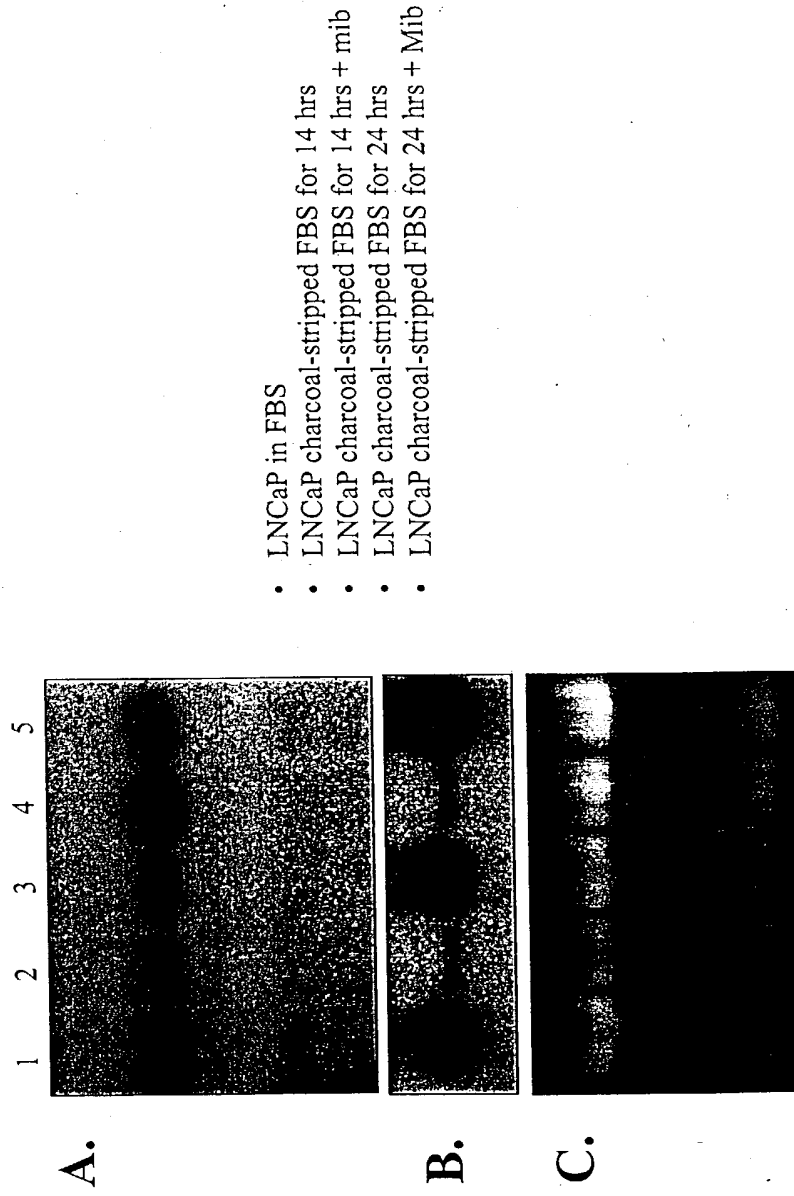 1 2 3 4 5
A.
B.
C.
• LNCaP in FBS
• LNCaP charcoal-stripped FBS for 14 hrs
• LNCaP charcoal-stripped FBS for 14 hrs + mib
• LNCaP charcoal-stripped FBS for 24 hrs
• LNCaP charcoal-stripped FBS for 24 hrs + Mib